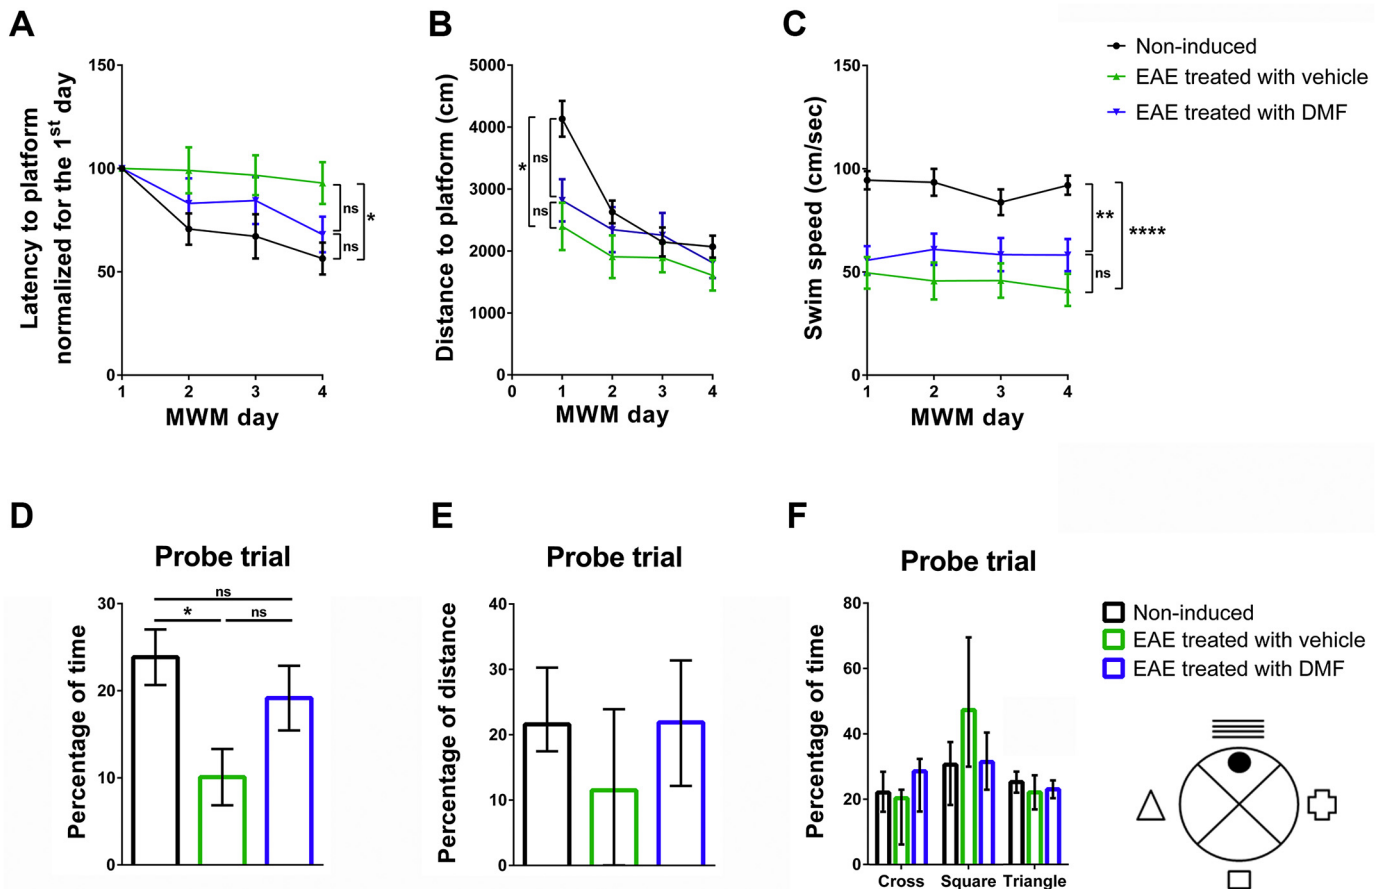 A
Latency to platform
normalized for the 1st day
150
100
50
0
1 2 3 4
MWM day
ns
ns
*
B
Distance to platform (cm)
5000
4000
3000
2000
1000
0
0 1 2 3 4
MWM day
*
ns
ns
C
Swim speed (cm/sec)
150
100
50
0
1 2 3 4
MWM day
**
ns
****
Non-induced
EAE treated with vehicle
EAE treated with DMF
D
Probe trial
Percentage of time
30
20
10
0
ns
* ns
E
Probe trial
Percentage of distance
40
30
20
10
0
F
Probe trial
Percentage of time
80
60
40
20
0
Cross Square Triangle
Non-induced
EAE treated with vehicle
EAE treated with DMF